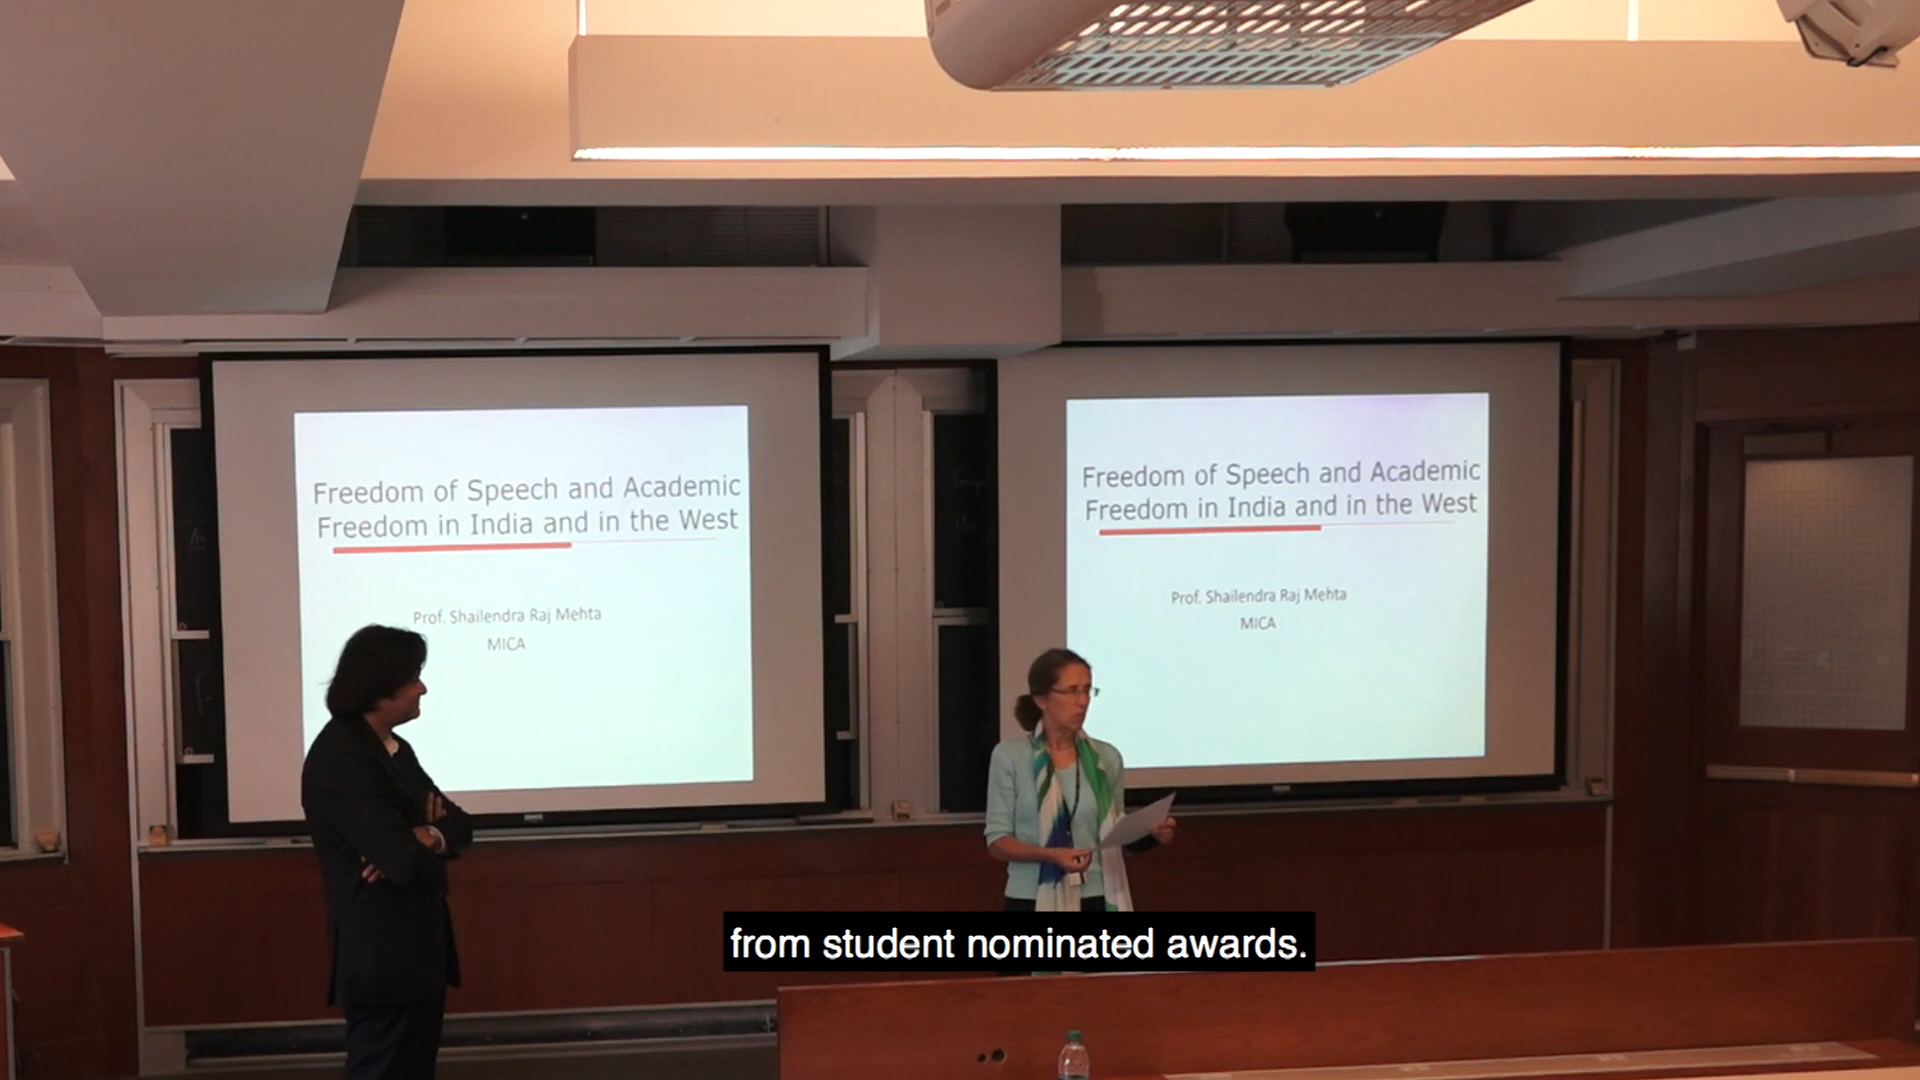 Freedom of Speech and Academic
Freedom in India and in the West
Prof. Shailendra Raj Mehta
MICA
Freedom of Speech and Academic
Freedom in India and in the West
Prof. Shailendra Raj Mehta
MICA
from student nominated awards.